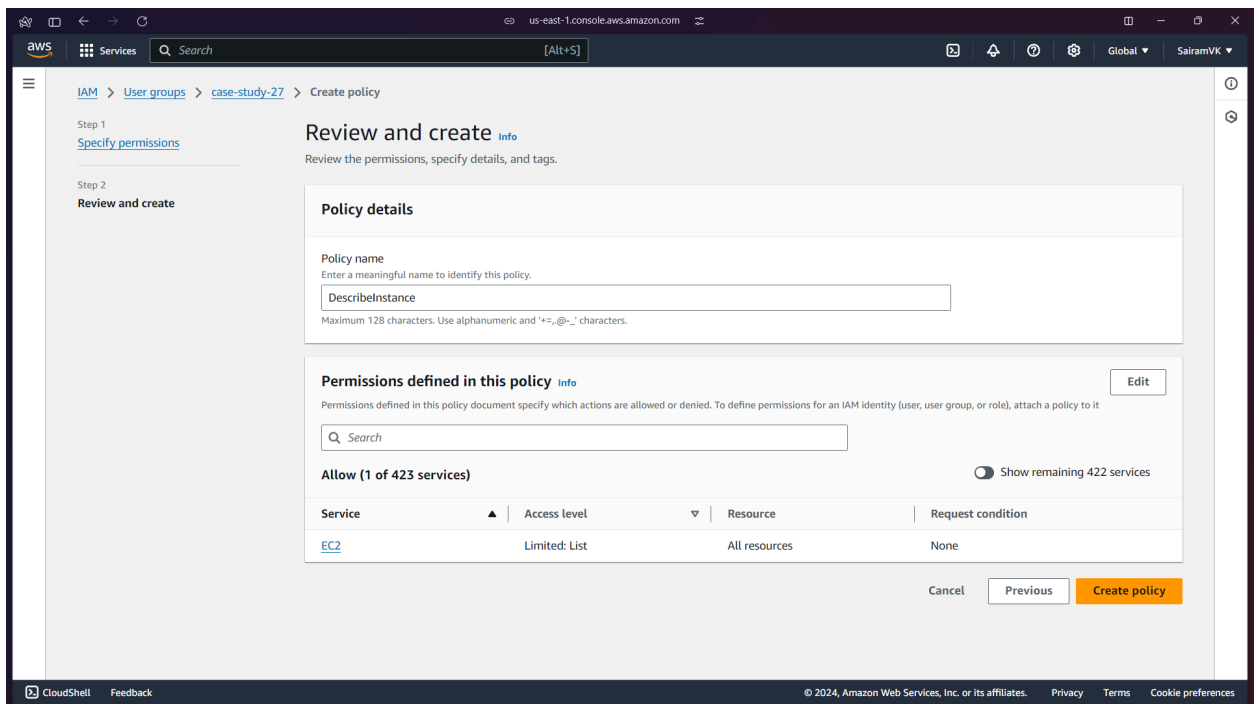 us-east-1.console.aws.amazon.com
aws Services Search [Alt+S] Global ▼ SairamVK ▼
IAM > User groups > case-study-27 > Create policy
Step 1
Specify permissions
Step 2
Review and create
Review and create Info
Review the permissions, specify details, and tags.
Policy details
Policy name
Enter a meaningful name to identify this policy.
DescribeInstance
Maximum 128 characters. Use alphanumeric and '+=,.@-_' characters.
Permissions defined in this policy Info
Edit
Permissions defined in this policy document specify which actions are allowed or denied. To define permissions for an IAM identity (user, user group, or role), attach a policy to it
Search
Allow (1 of 423 services)
Show remaining 422 services
Service ▲ Access level ▽ Resource Request condition
EC2 Limited: List All resources None
Cancel Previous Create policy
CloudShell Feedback © 2024, Amazon Web Services, Inc. or its affiliates. Privacy Terms Cookie preferences